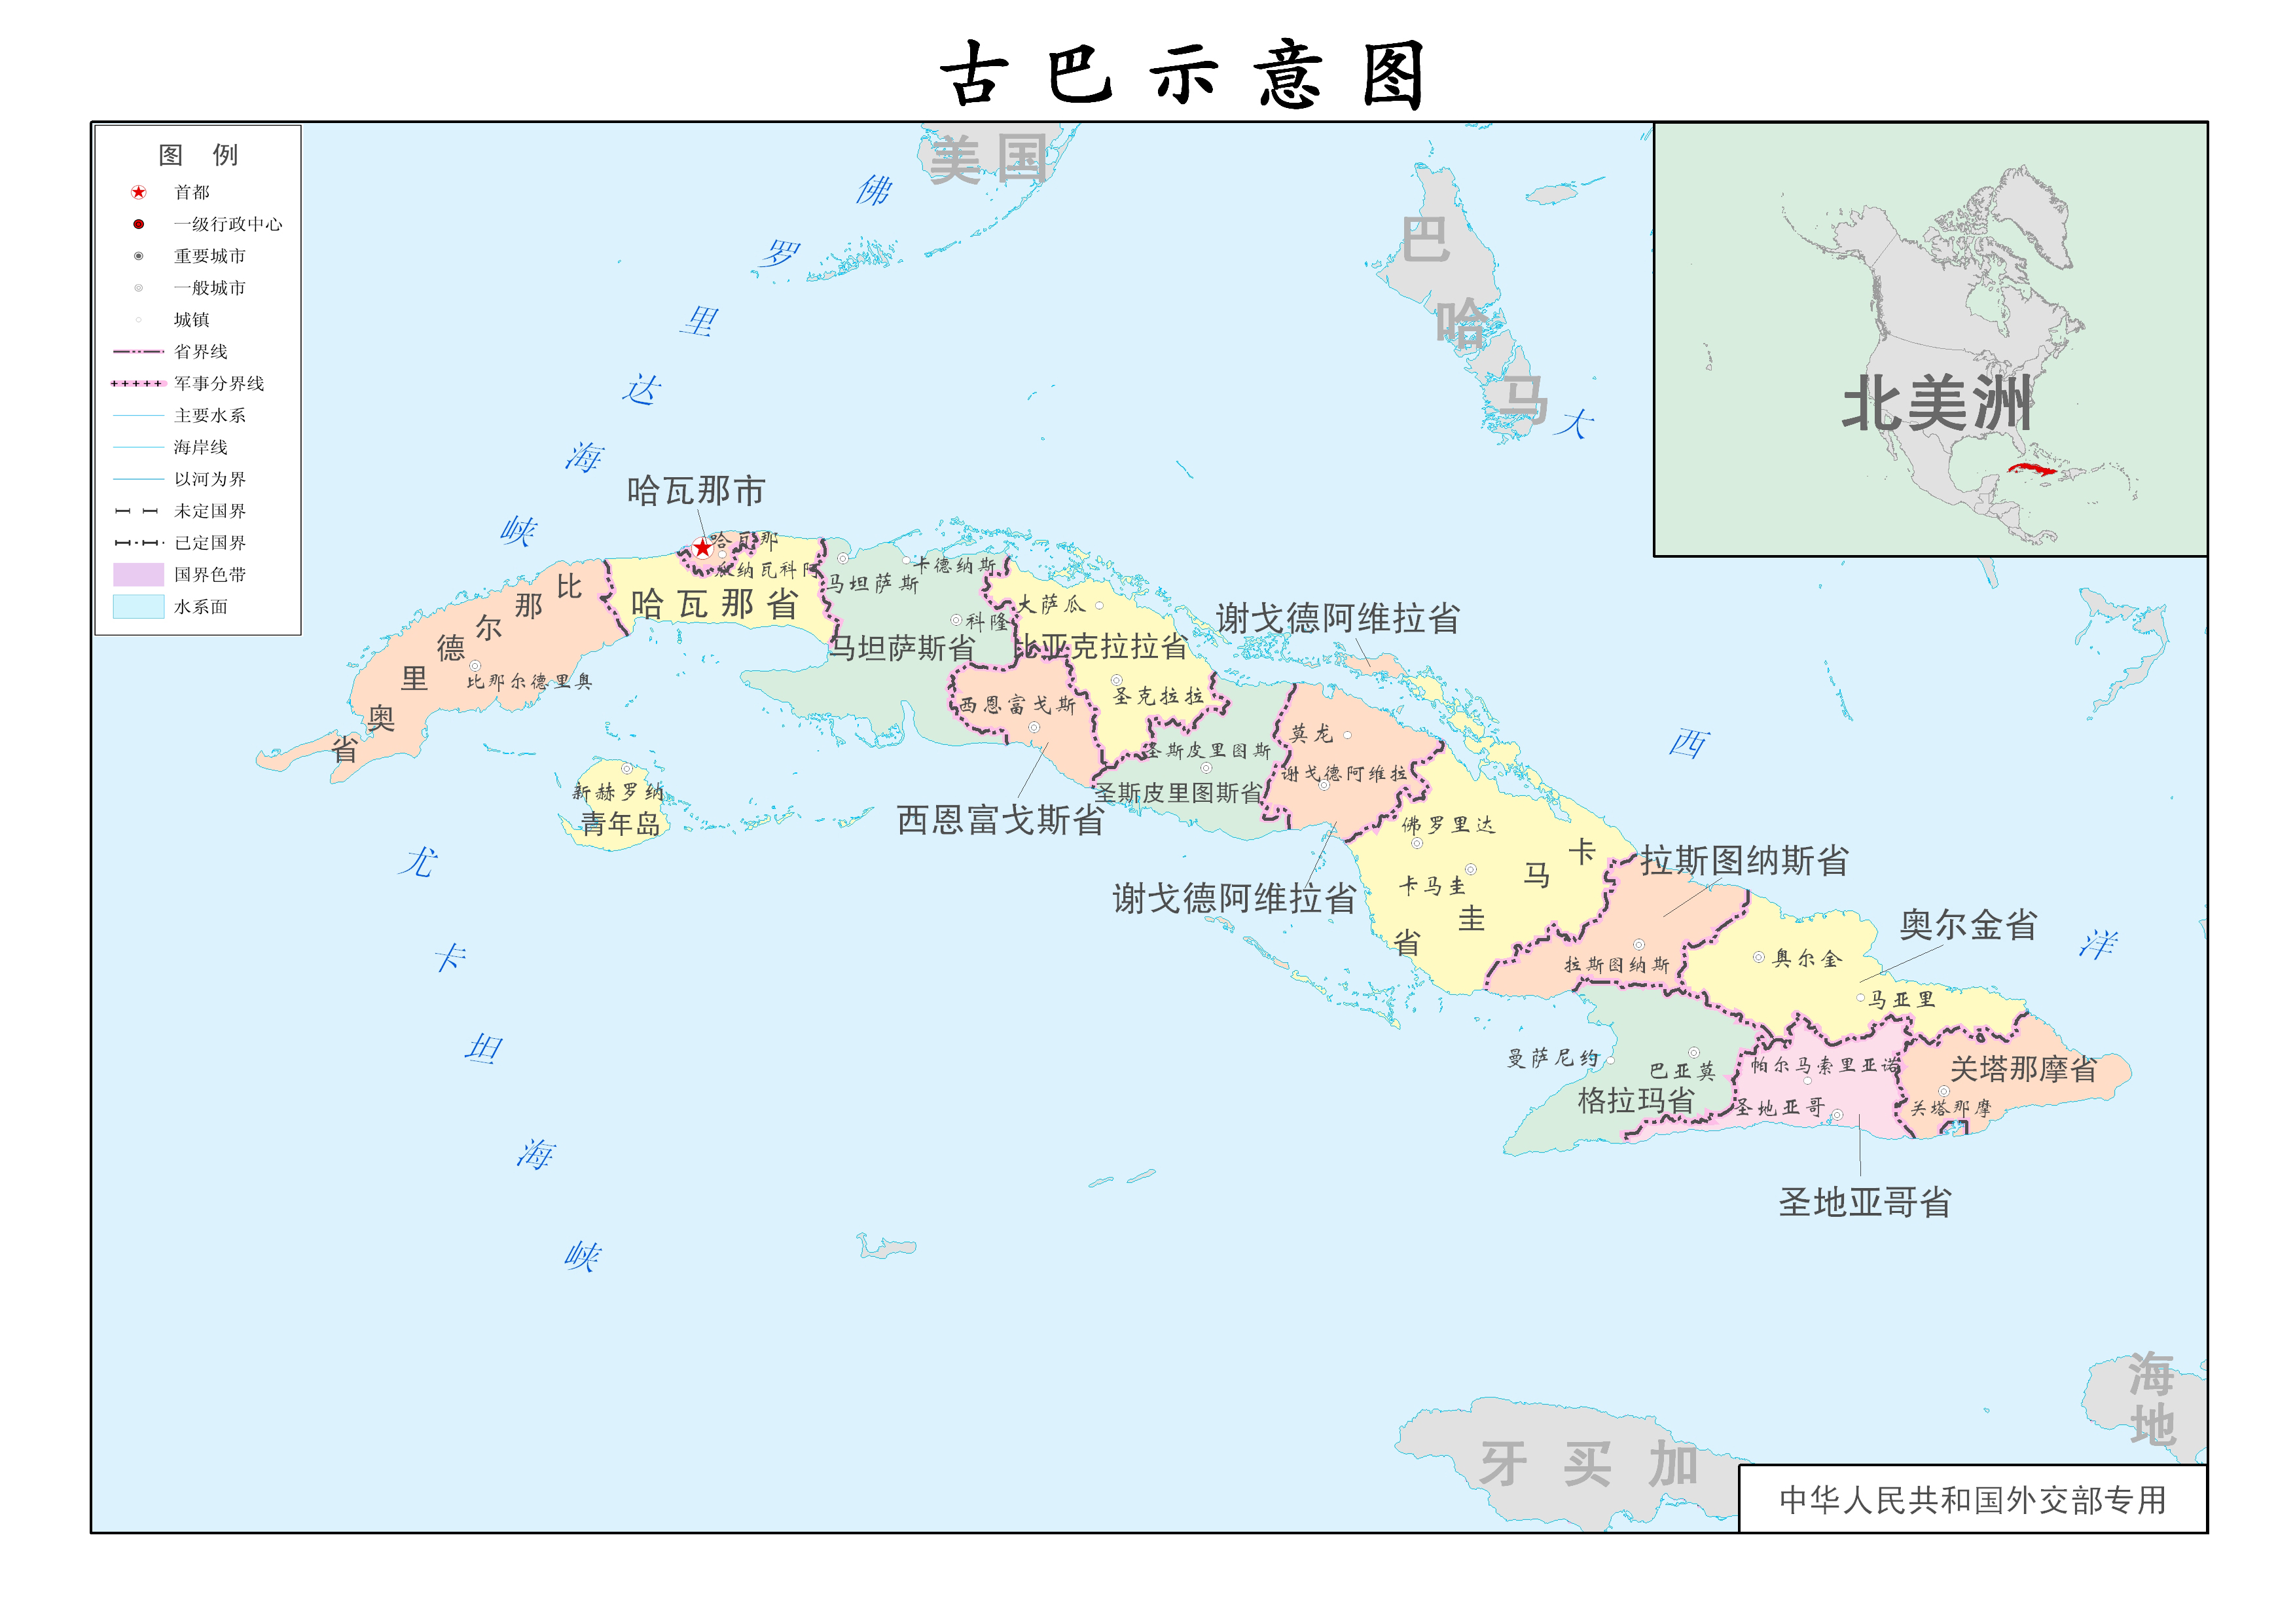 古巴示意图
图 例
首都
一级行政中心
重要城市
一般城市
城镇
省界线
军事分界线
主要水系
海岸线
以河为界
未定国界
已定国界
国界色带
水系面
美国
佛罗里达海峡
巴哈马
大西洋
北美洲
哈瓦那市
哈瓦那
瓜纳瓦科阿
哈瓦那省
马坦萨斯
卡德纳斯
科隆
马坦萨斯省
大萨瓜
比亚克拉拉省
圣克拉拉
谢戈德阿维拉省
比那尔德里奥省
比那尔德里奥
西恩富戈斯
西恩富戈斯省
圣斯皮里图斯
圣斯皮里图斯省
莫龙
谢戈德阿维拉
谢戈德阿维拉省
新赫罗纳
青年岛
佛罗里达
卡马圭
卡马圭省
拉斯图纳斯省
拉斯图纳斯
奥尔金省
奥尔金
马亚里
曼萨尼约
巴亚莫
格拉玛省
帕尔马索里亚诺
圣地亚哥
圣地亚哥省
关塔那摩省
关塔那摩
尤卡坦海峡
牙买加
海地
中华人民共和国外交部专用